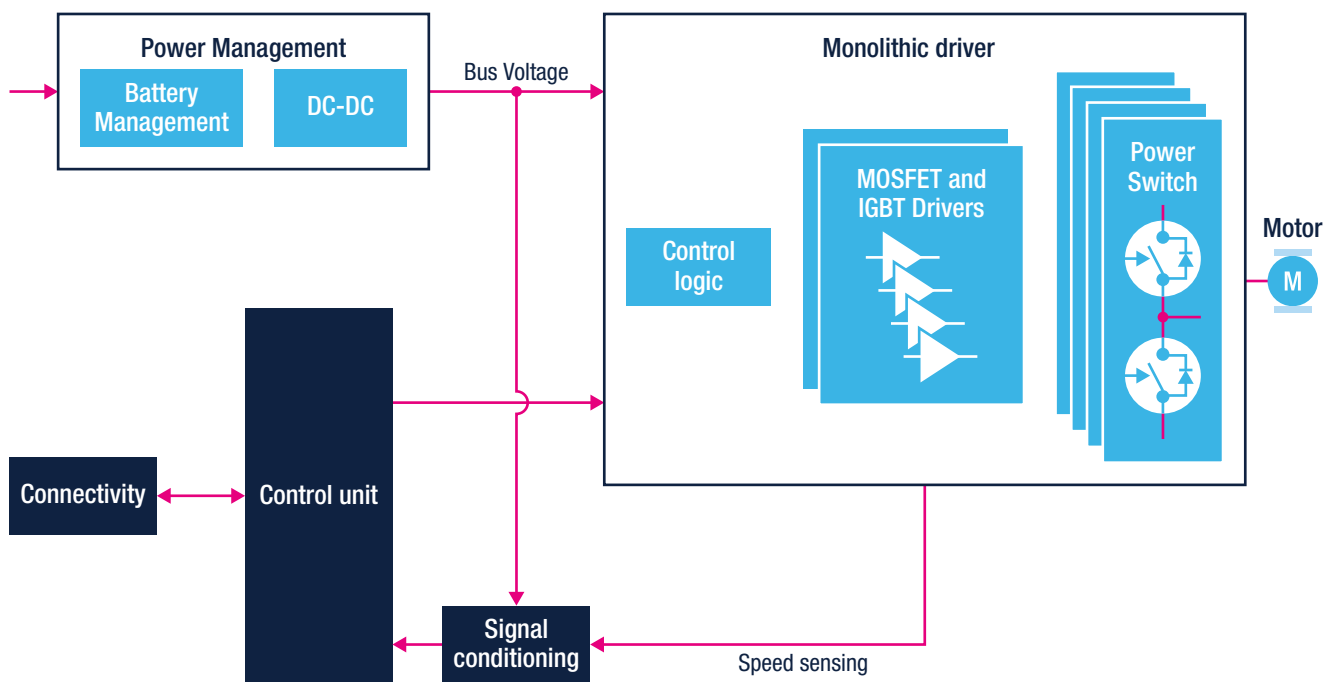 Power Management
Battery
Management
DC-DC
Bus Voltage
Monolithic driver
Control
logic
MOSFET and
IGBT Drivers
Power
Switch
Motor
M
Connectivity
Control unit
Signal
conditioning
Speed sensing